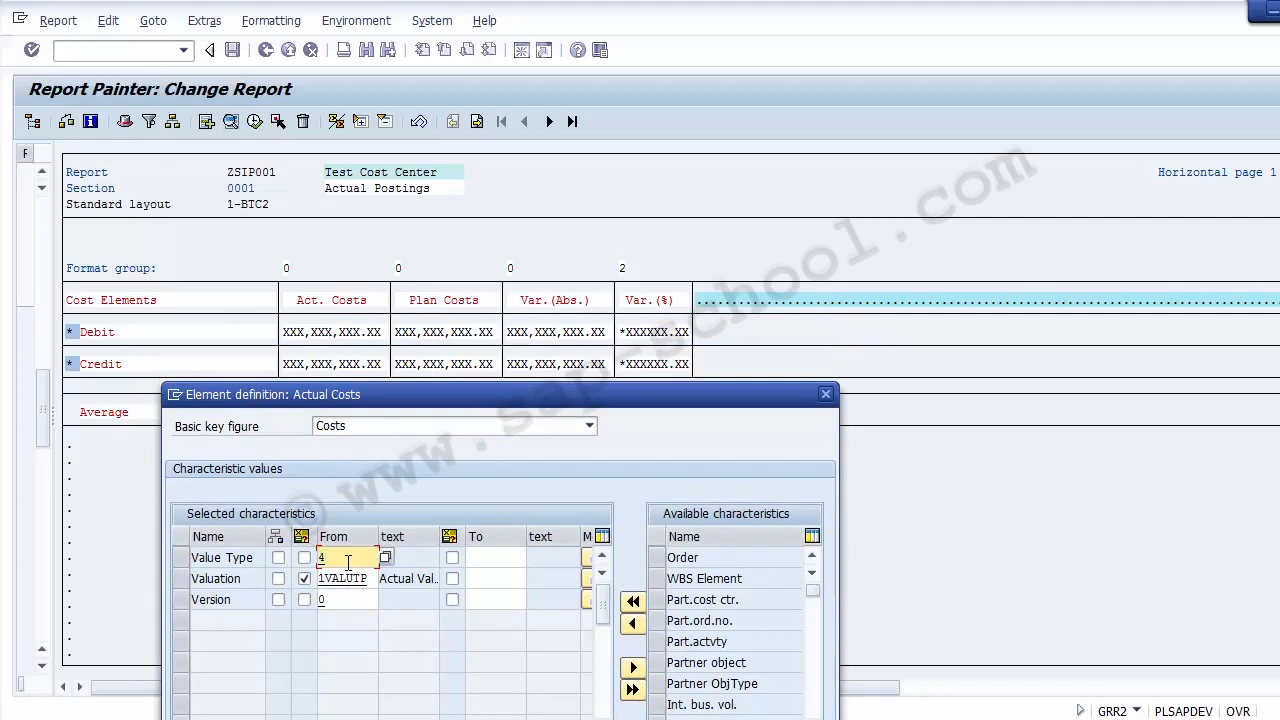 Report Edit Goto Extras Formatting Environment System Help
Report Painter: Change Report
F
Report ZSIP001 Test Cost Center Horizontal page 1
Section 0001 Actual Postings
Standard layout 1-BTC2
Format group: 0 0 0 2
Cost Elements Act. Costs Plan Costs Var.(Abs.) Var.(%)
* Debit XXX,XXX,XXX.XX XXX,XXX,XXX.XX XXX,XXX,XXX.XX *XXXXXX.XX
* Credit XXX,XXX,XXX.XX XXX,XXX,XXX.XX XXX,XXX,XXX.XX *XXXXXX.XX
Average
Element definition: Actual Costs
Basic key figure Costs
Characteristic values
Selected characteristics Available characteristics
Name From text To text M Name
Value Type 4 Order
Valuation 1VALUTP Actual Val.. WBS Element
Version 0 Part.cost ctr.
Part.ord.no.
Part.actvty
Partner object
Partner ObjType
Int. bus. vol.
GRR2 PLSAPDEV OVR
© www.sap-school.com